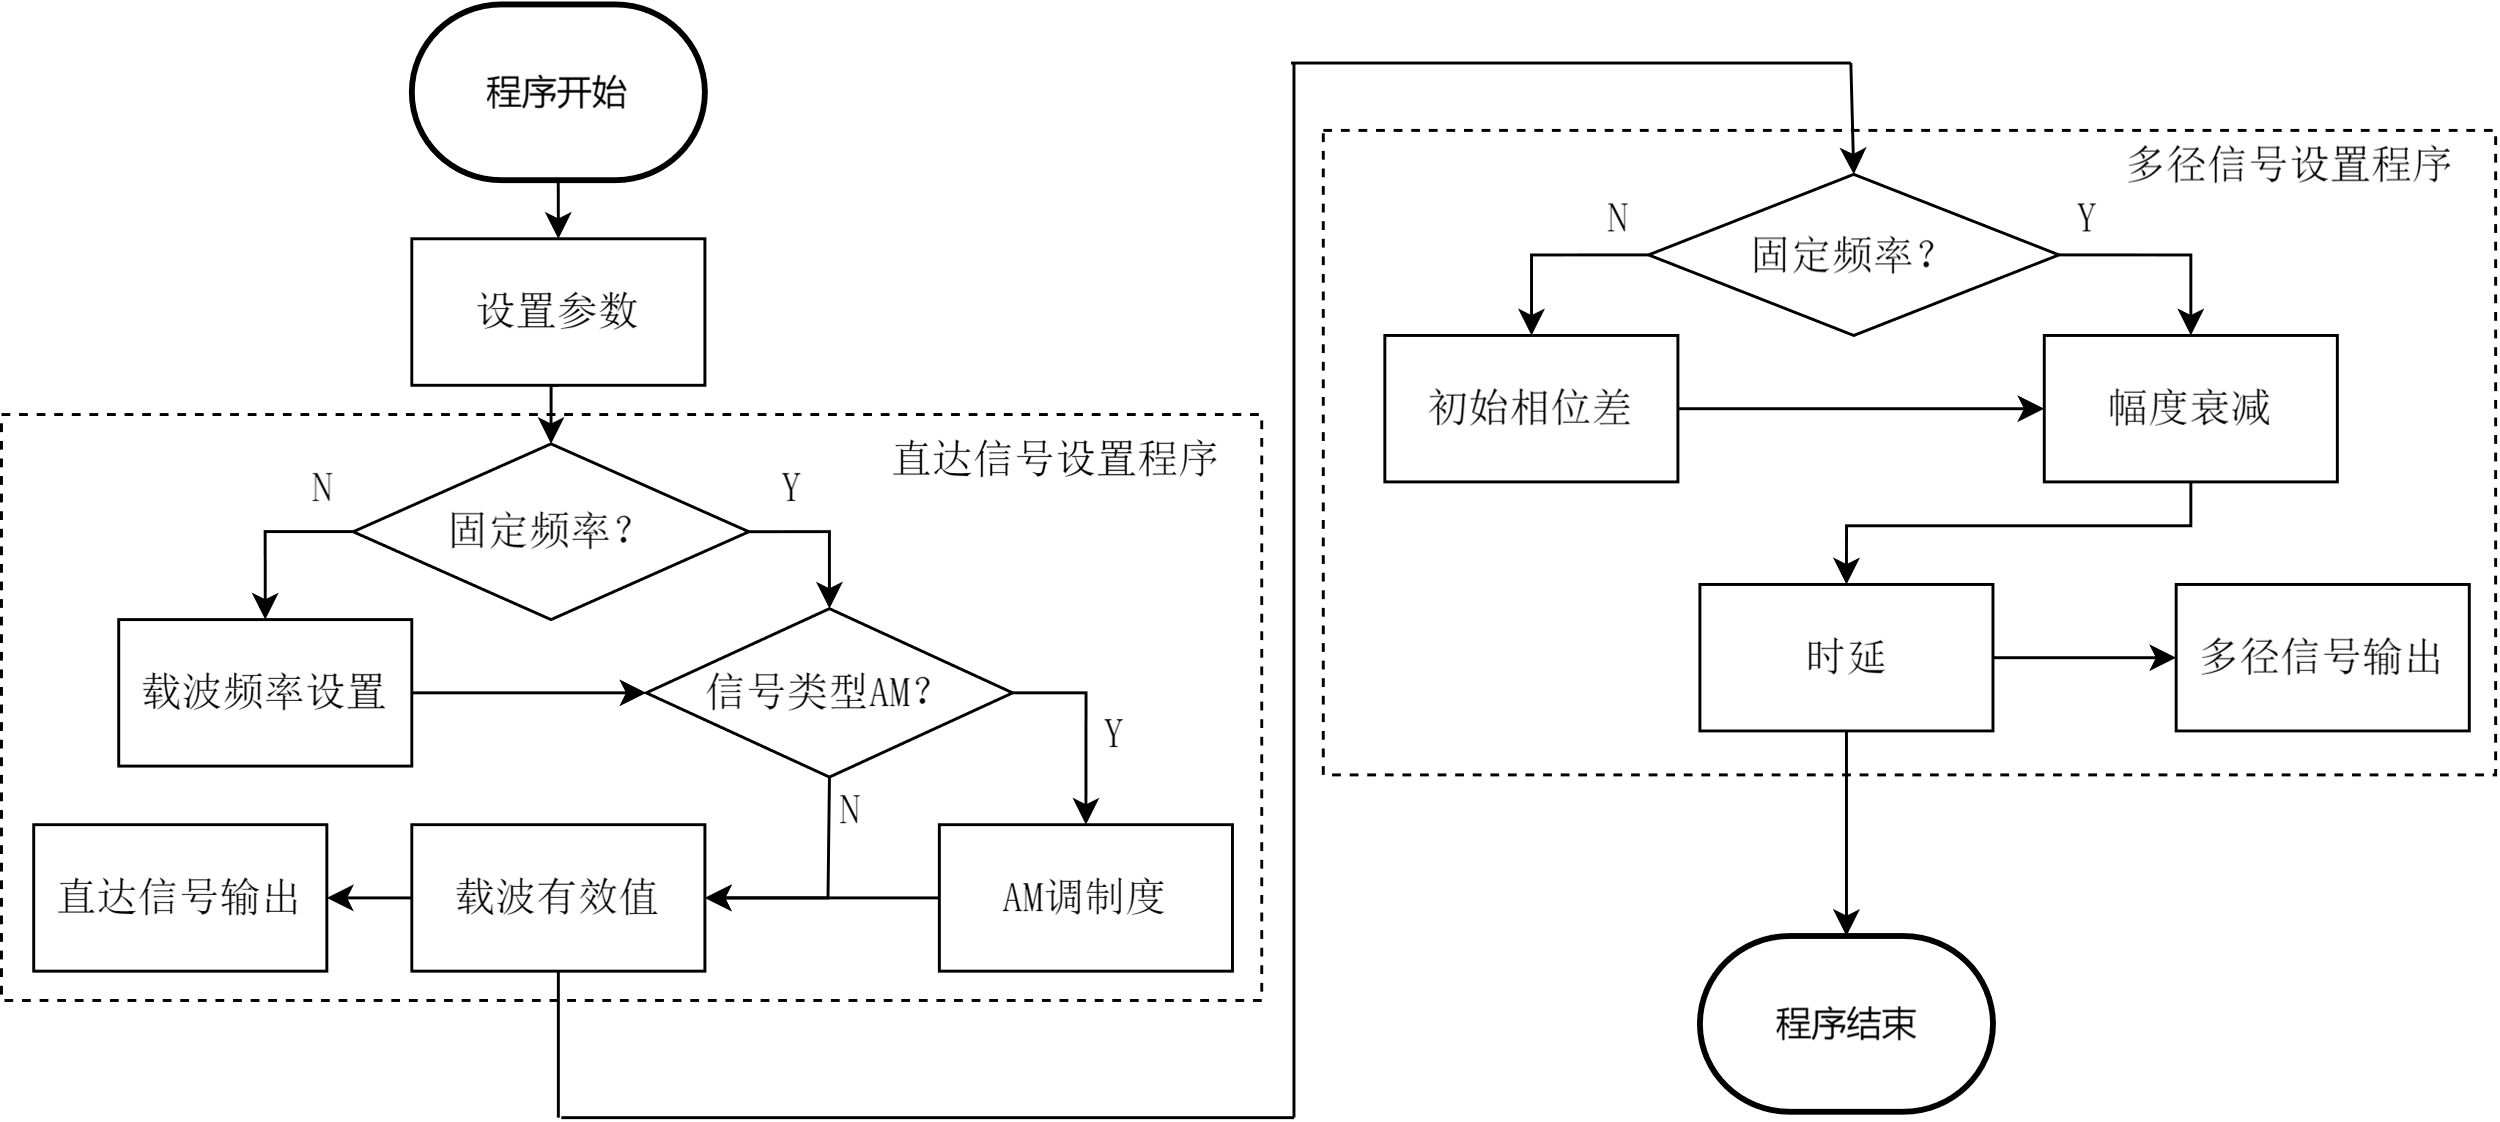 程序开始
设置参数
直达信号设置程序
N
Y
固定频率？
载波频率设置
信号类型AM？
Y
N
直达信号输出
载波有效值
AM调制度
多径信号设置程序
N
Y
固定频率？
初始相位差
幅度衰减
时延
多径信号输出
程序结束